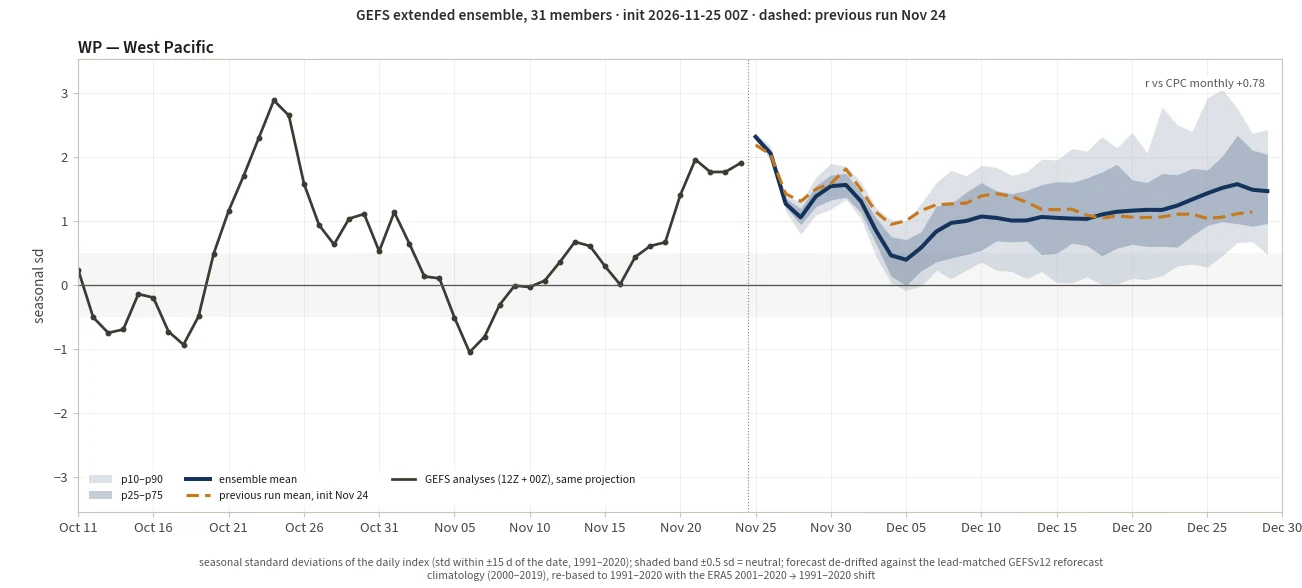 GEFS extended ensemble, 31 members · init 2026-11-25 00Z · dashed: previous run Nov 24
WP — West Pacific
r vs CPC monthly +0.78
seasonal sd
3
2
1
0
−1
−2
−3
p10–p90
p25–p75
ensemble mean
previous run mean, init Nov 24
GEFS analyses (12Z + 00Z), same projection
Oct 11
Oct 16
Oct 21
Oct 26
Oct 31
Nov 05
Nov 10
Nov 15
Nov 20
Nov 25
Nov 30
Dec 05
Dec 10
Dec 15
Dec 20
Dec 25
Dec 30
seasonal standard deviations of the daily index (std within ±15 d of the date, 1991–2020); shaded band ±0.5 sd = neutral; forecast de-drifted against the lead-matched GEFSv12 reforecast
climatology (2000–2019), re-based to 1991–2020 with the ERA5 2001–2020 → 1991–2020 shift